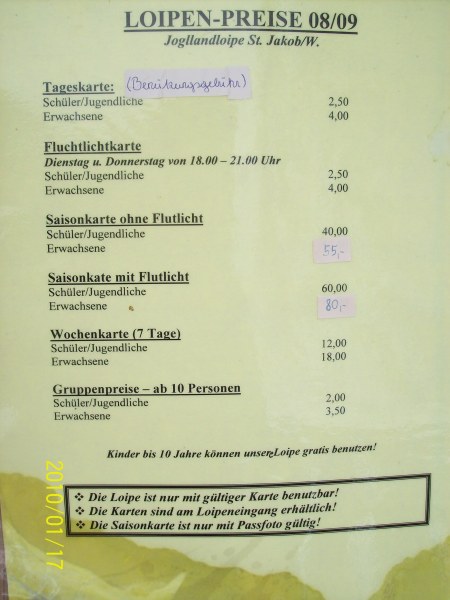 LOIPEN-PREISE 08/09
Jogllandloipe St. Jakob/W.
Tageskarte: (Benützungsgebühr)
Schüler/Jugendliche 2,50
Erwachsene 4,00
Fluchtlichtkarte
Dienstag u. Donnerstag von 18.00 – 21.00 Uhr
Schüler/Jugendliche 2,50
Erwachsene 4,00
Saisonkarte ohne Flutlicht
Schüler/Jugendliche 40,00
Erwachsene 55,-
Saisonkate mit Flutlicht
Schüler/Jugendliche 60,00
Erwachsene 80,-
Wochenkarte (7 Tage)
Schüler/Jugendliche 12,00
Erwachsene 18,00
Gruppenpreise – ab 10 Personen
Schüler/Jugendliche 2,00
Erwachsene 3,50
Kinder bis 10 Jahre können unsere Loipe gratis benutzen!
❖ Die Loipe ist nur mit gültiger Karte benutzbar!
❖ Die Karten sind am Loipeneingang erhältlich!
❖ Die Saisonkarte ist nur mit Passfoto gültig!
2010/01/17